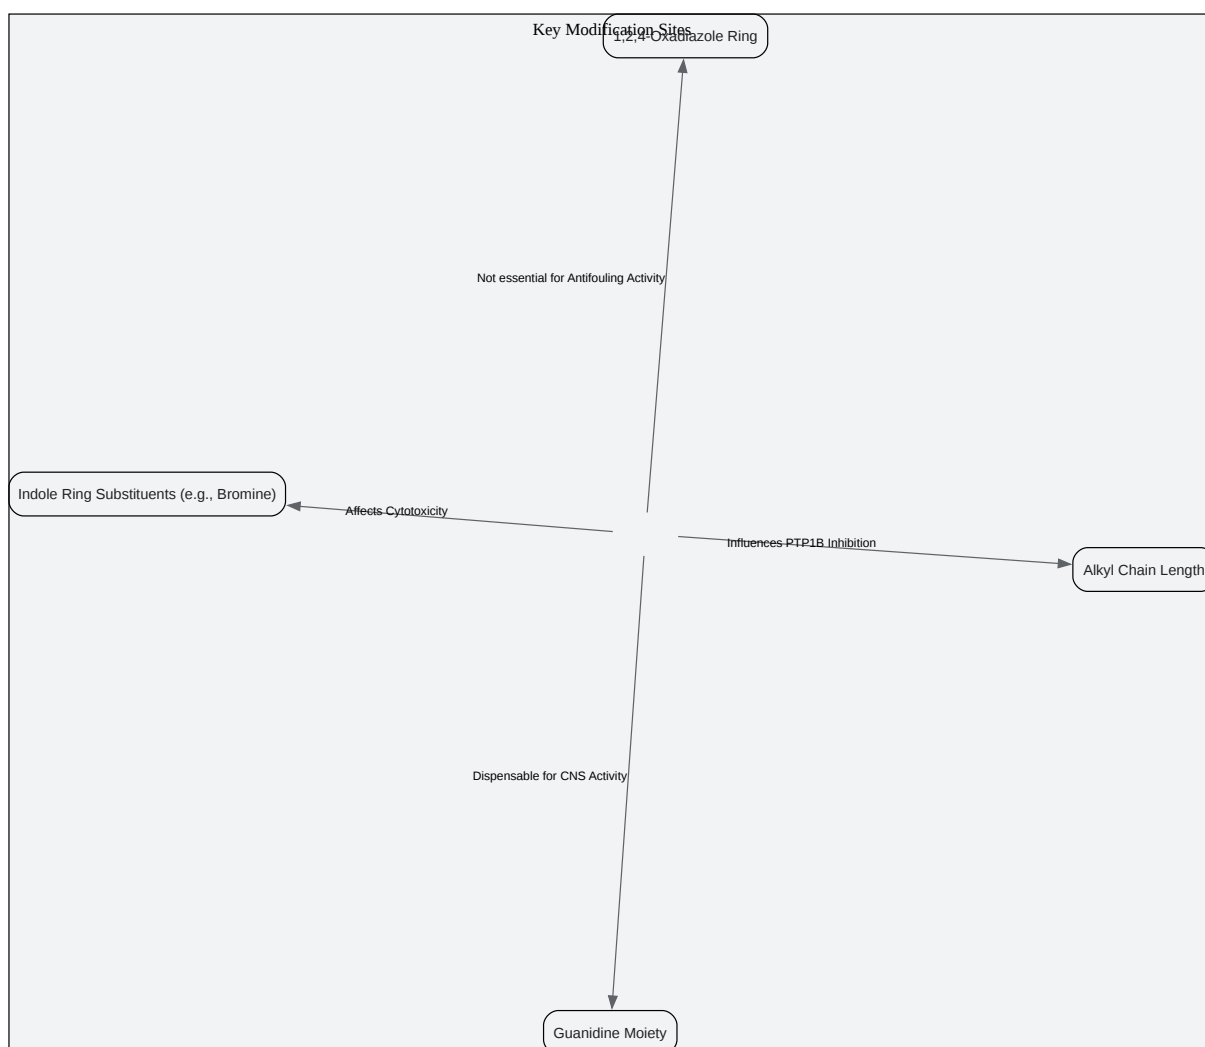 Key Modification Sites
1,2,4-Oxadiazole Ring
Not essential for Antifouling Activity
Indole Ring Substituents (e.g., Bromine)
Affects Cytotoxicity
Influences PTP1B Inhibition
Alkyl Chain Length
Dispensable for CNS Activity
Guanidine Moiety